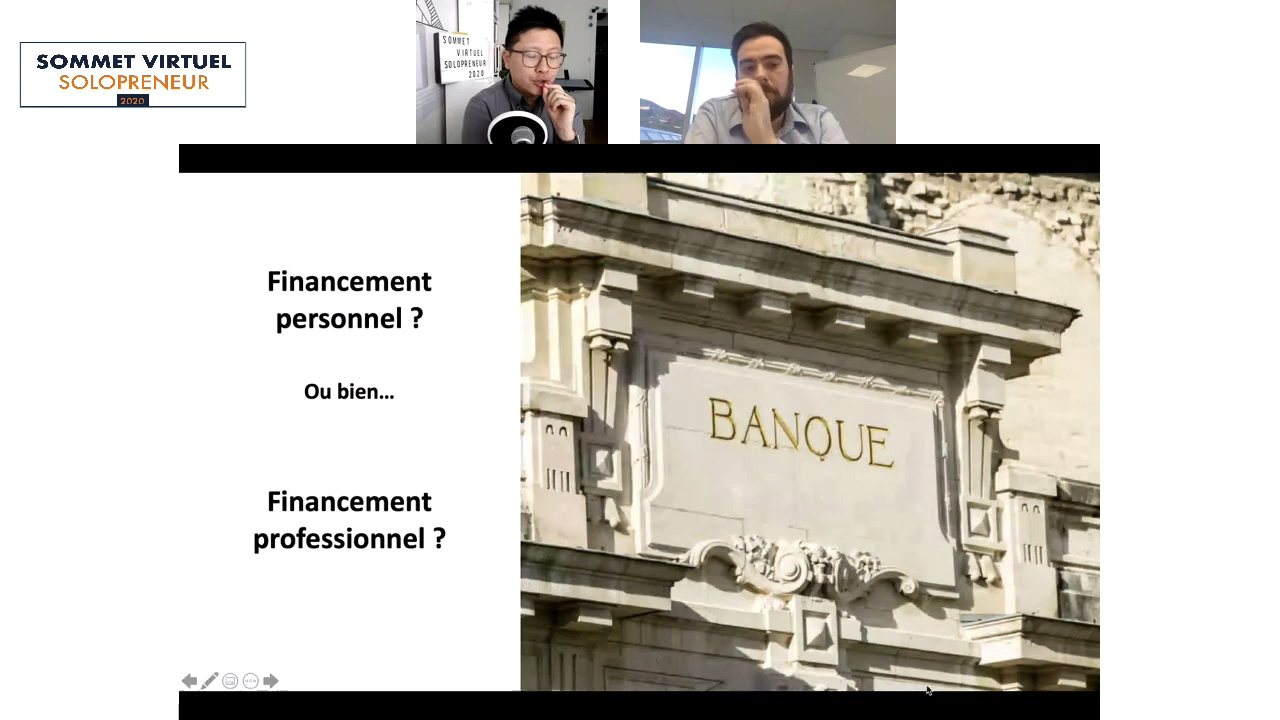 SOMMET VIRTUEL
SOLOPRENEUR
2020
SOMMET
VIRTUEL
SOLOPRENEUR
2020
Financement
personnel ?
Ou bien...
Financement
professionnel ?
BANQUE